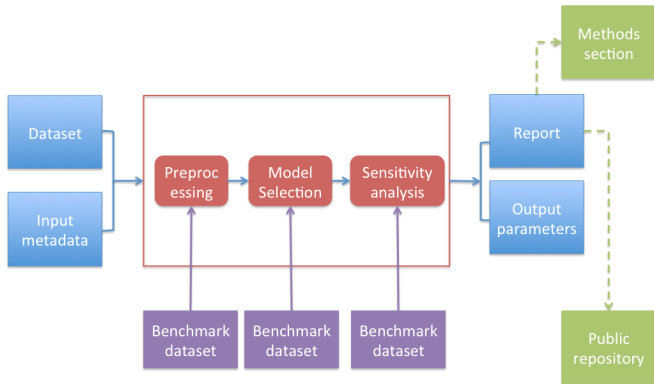 Methods
section
Dataset
Report
Preproc
essing
Model
Selection
Sensitivity
analysis
Input
metadata
Output
parameters
Benchmark
dataset
Benchmark
dataset
Benchmark
dataset
Public
repository